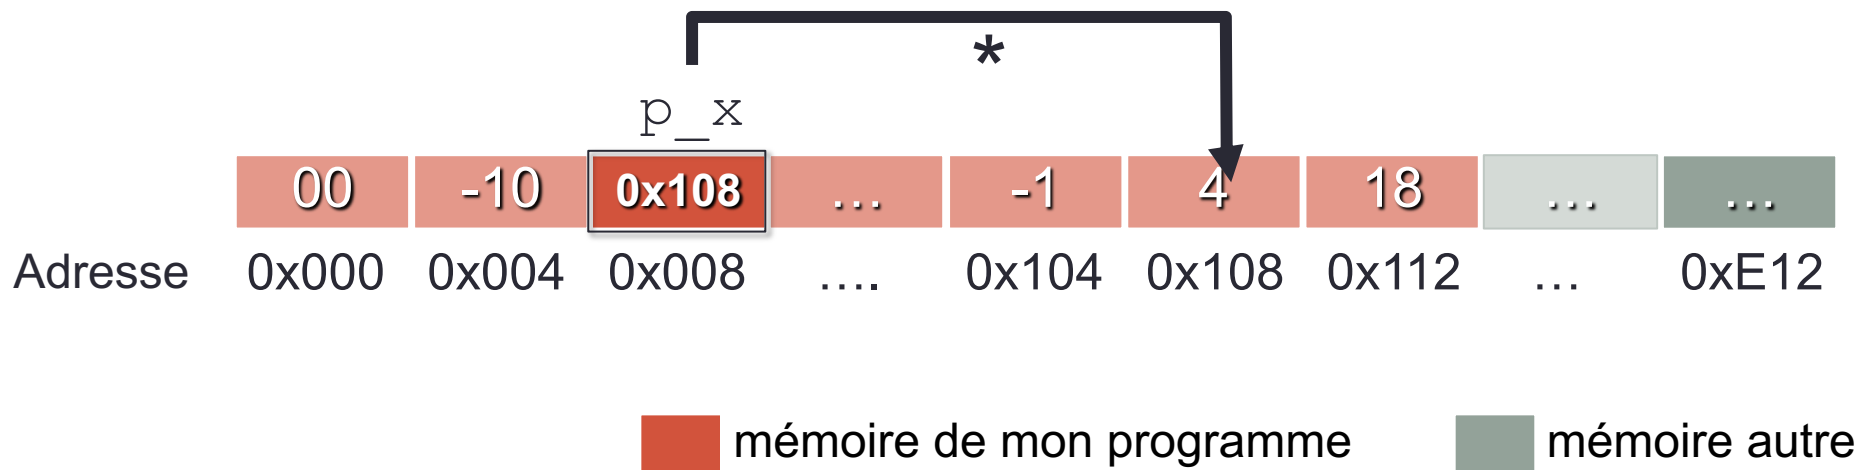 *
p_x
00 -10 0x108 ... -1 4 18 ... ...
Adresse 0x000 0x004 0x008 .... 0x104 0x108 0x112 ... 0xE12
mémoire de mon programme mémoire autre